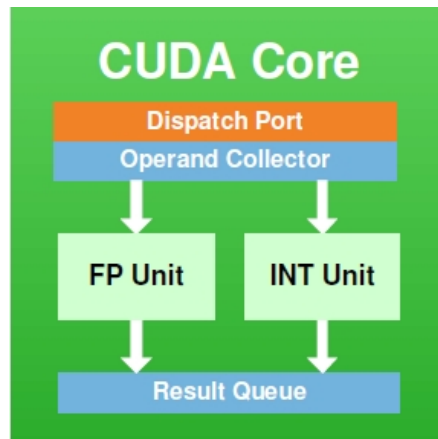 CUDA Core
Dispatch Port
Operand Collector
FP Unit
INT Unit
Result Queue